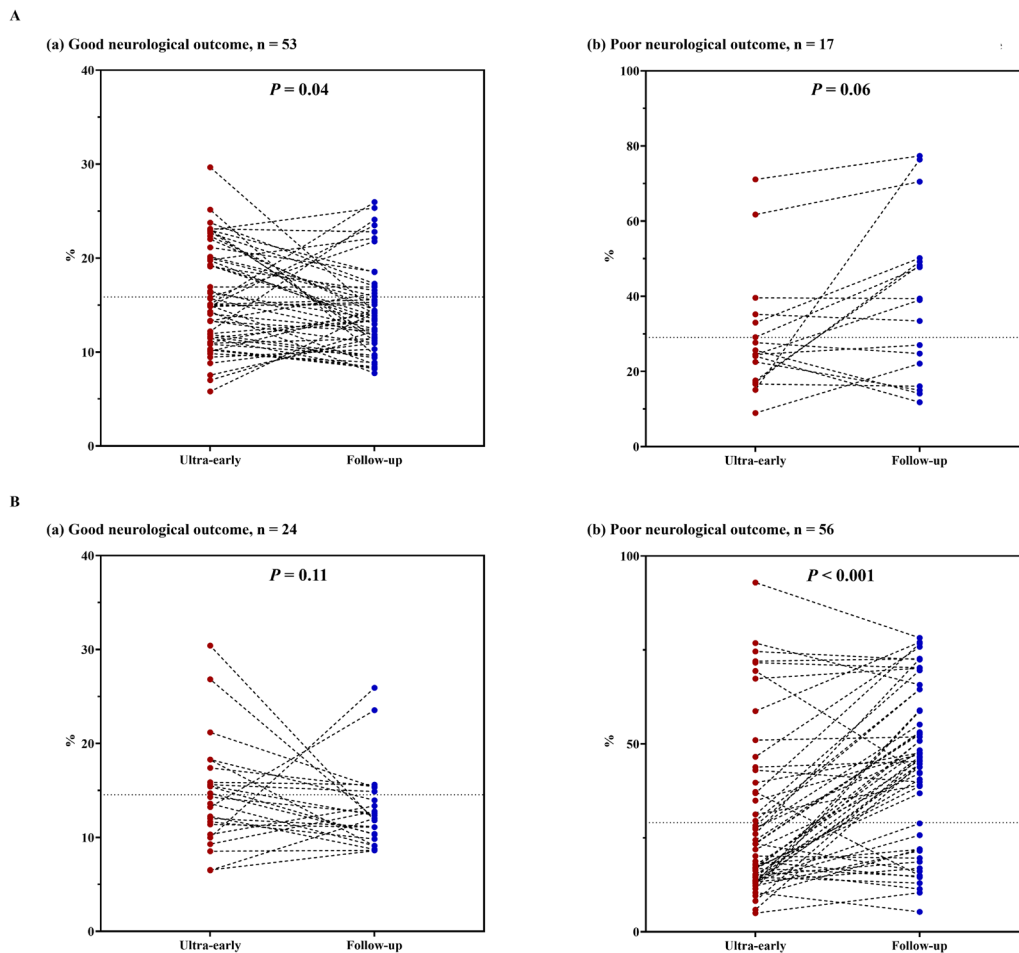 A
(a) Good neurological outcome, n = 53
(b) Poor neurological outcome, n = 17
40
30
20
10
0
%
P = 0.04
Ultra-early
Follow-up
100
80
60
40
20
0
%
P = 0.06
Ultra-early
Follow-up
B
(a) Good neurological outcome, n = 24
(b) Poor neurological outcome, n = 56
40
30
20
10
0
%
P = 0.11
Ultra-early
Follow-up
100
50
0
%
P < 0.001
Ultra-early
Follow-up